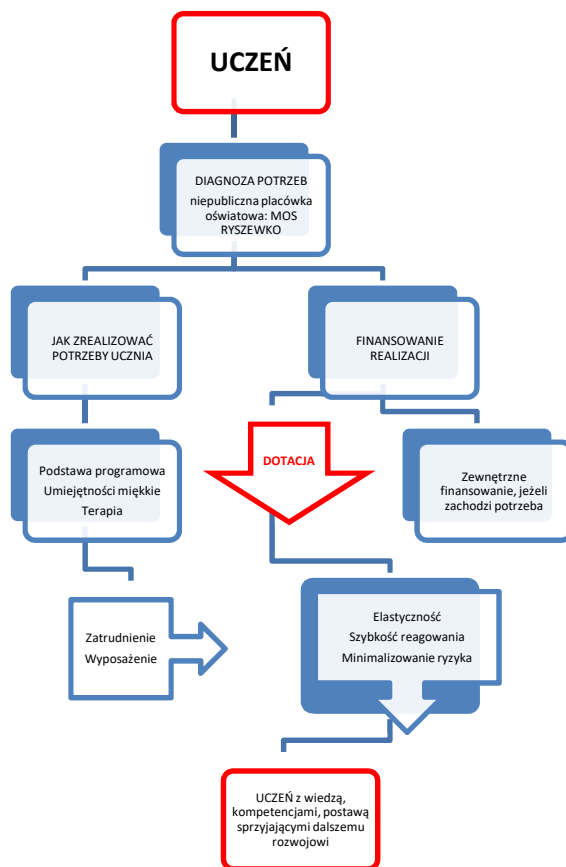 UCZEŃ
DIAGNOZA POTRZEB
niepubliczna placówka
oświatowa: MOS
RYSZEWKO
JAK ZREALIZOWAĆ
POTRZEBY UCZNIA
FINANSOWANIE
REALIZACJI
DOTACJA
Podstawa programowa
Umiejętności miękkie
Terapia
Zewnętrzne
finansowanie, jeżeli
zachodzi potrzeba
Zatrudnienie
Wyposażenie
Elastyczność
Szybkość reagowania
Minimalizowanie ryzyka
UCZEŃ z wiedzą,
kompetencjami, postawą
sprzyjającymi dalszemu
rozwojowi